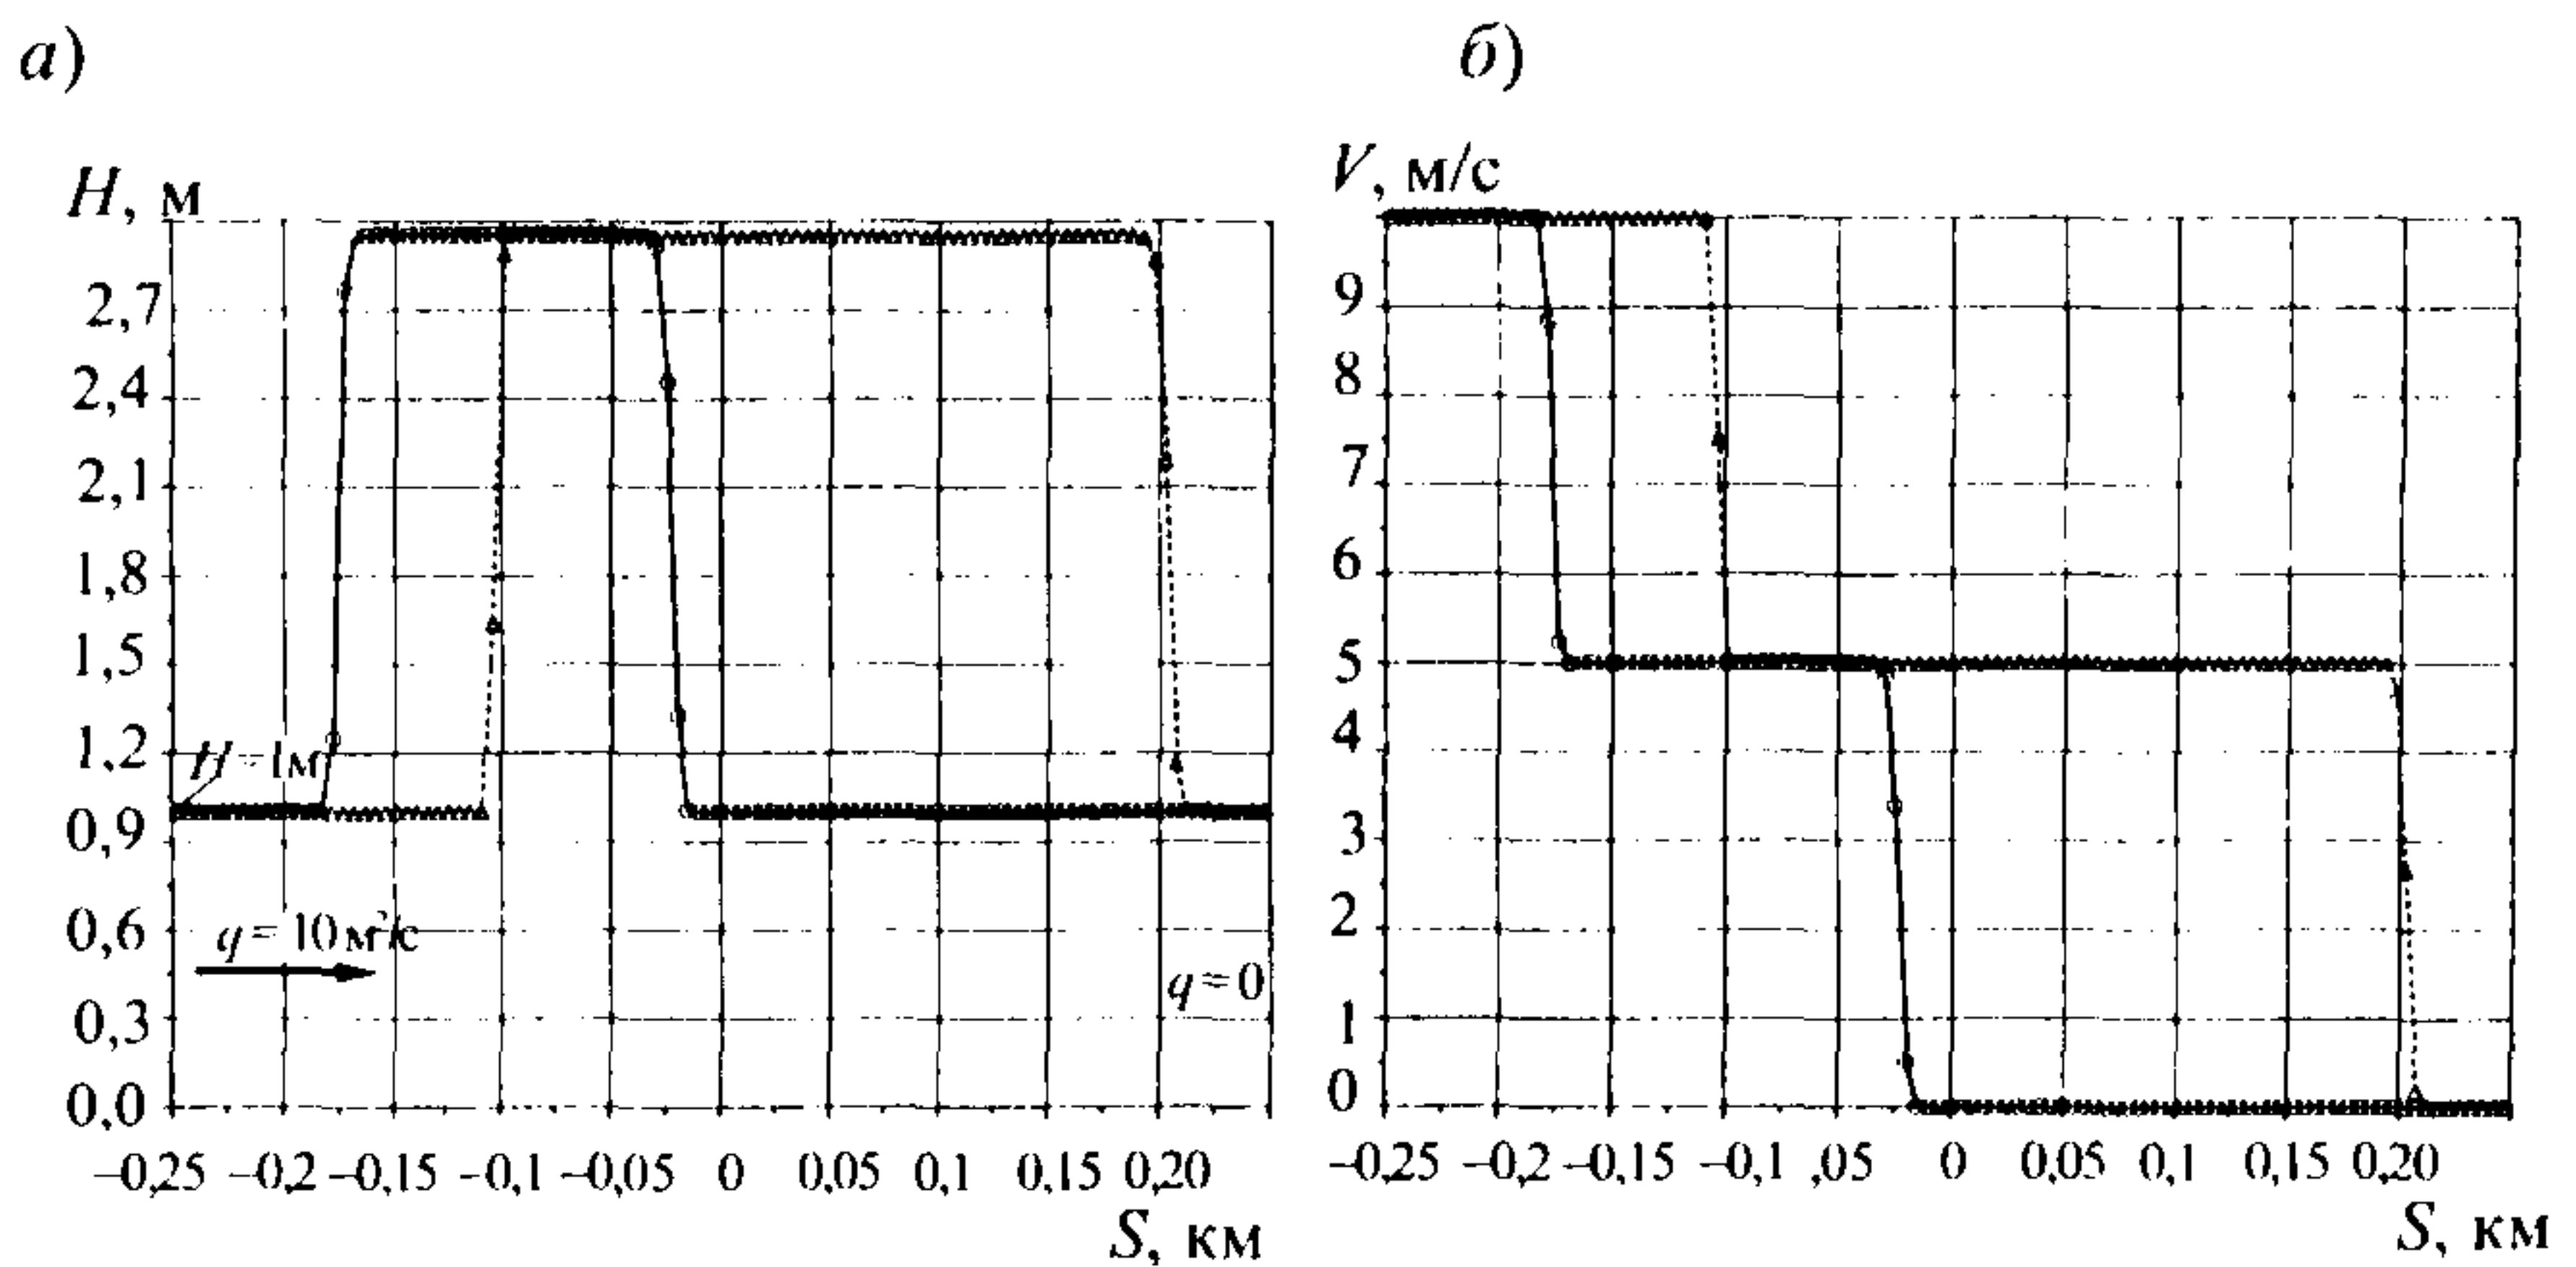 а)
H, м
2,7
2,4
2,1
1,8
1,5
1,2
0,9
0,6
0,3
0,0
H=1м
q = 10 м²/с
q = 0
–0,25 –0,2 –0,15 –0,1 –0,05 0 0,05 0,1 0,15 0,20
S, км
б)
V, м/с
9
8
7
6
5
4
3
2
1
0
–0,25 –0,2 –0,15 –0,1 ,05 0 0,05 0,1 0,15 0,20
S, км